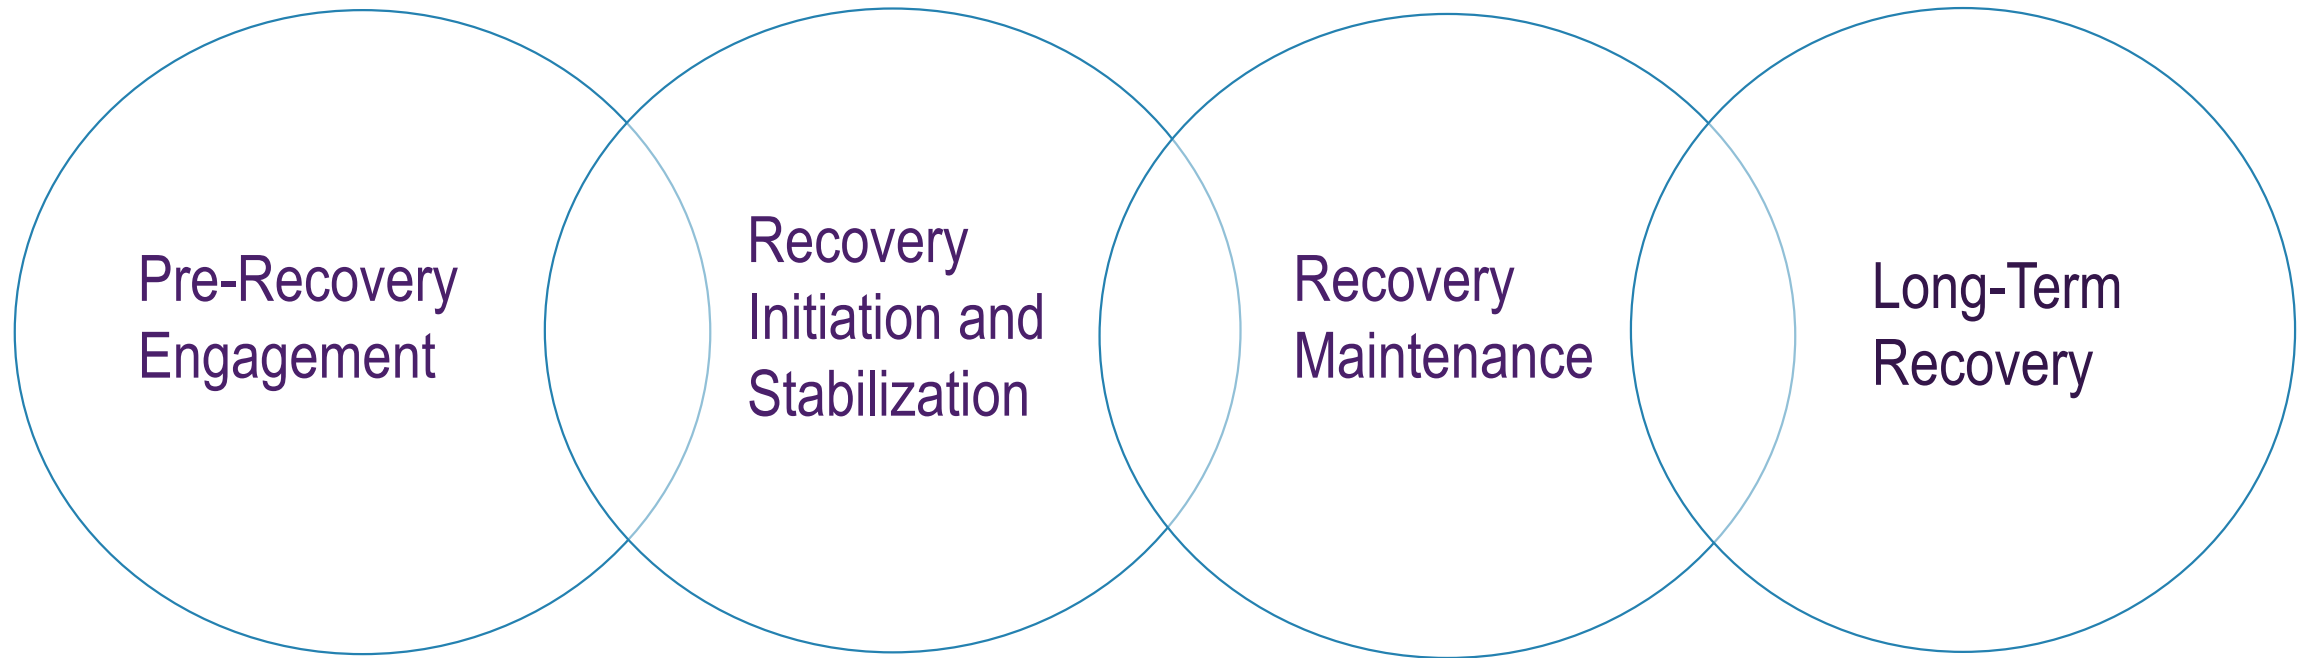 Pre-Recovery
Engagement
Recovery
Initiation and
Stabilization
Recovery
Maintenance
Long-Term
Recovery